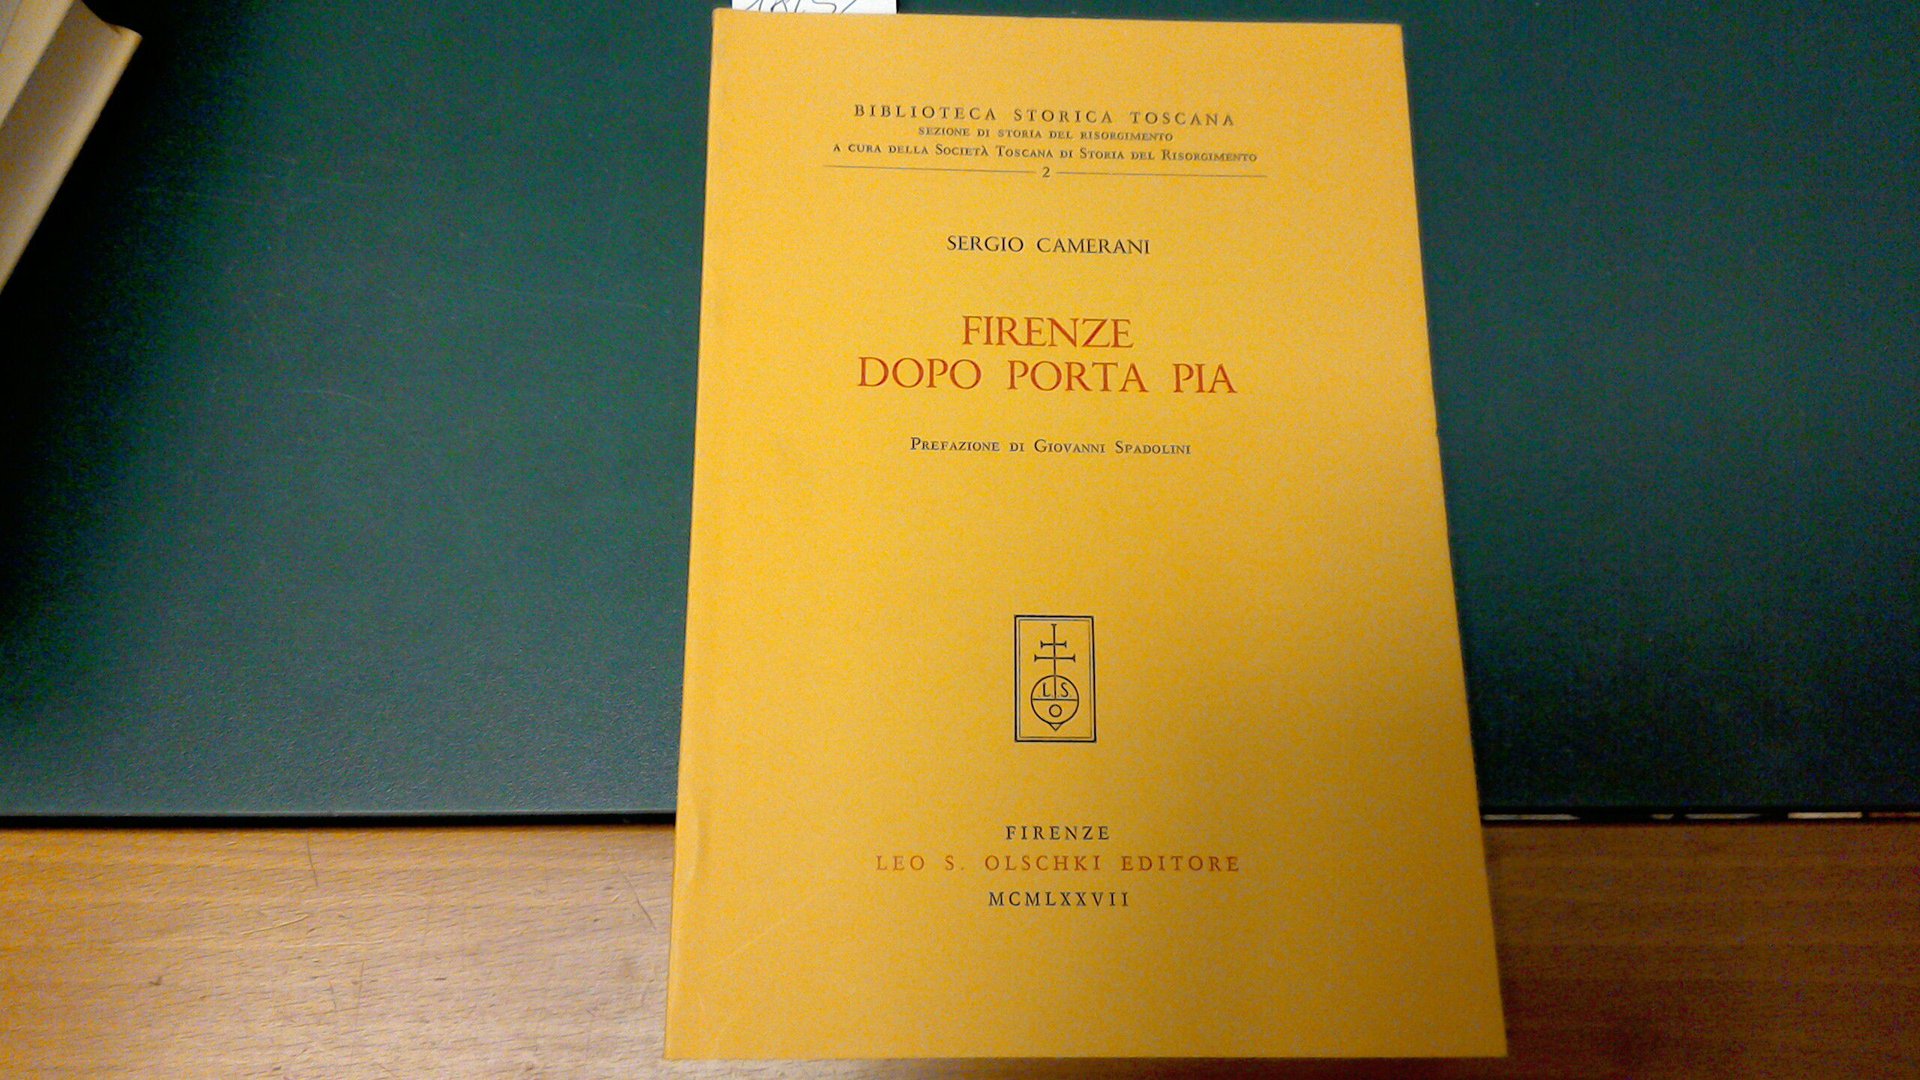 BIBLIOTECA STORICA TOSCANA
SEZIONE DI STORIA DEL RISORGIMENTO
A CURA DELLA SOCIETÀ TOSCANA DI STORIA DEL RISORGIMENTO
2
SERGIO CAMERANI
FIRENZE
DOPO PORTA PIA
PREFAZIONE DI GIOVANNI SPADOLINI
L. S.
O
FIRENZE
LEO S. OLSCHKI EDITORE
MCMLXXVII